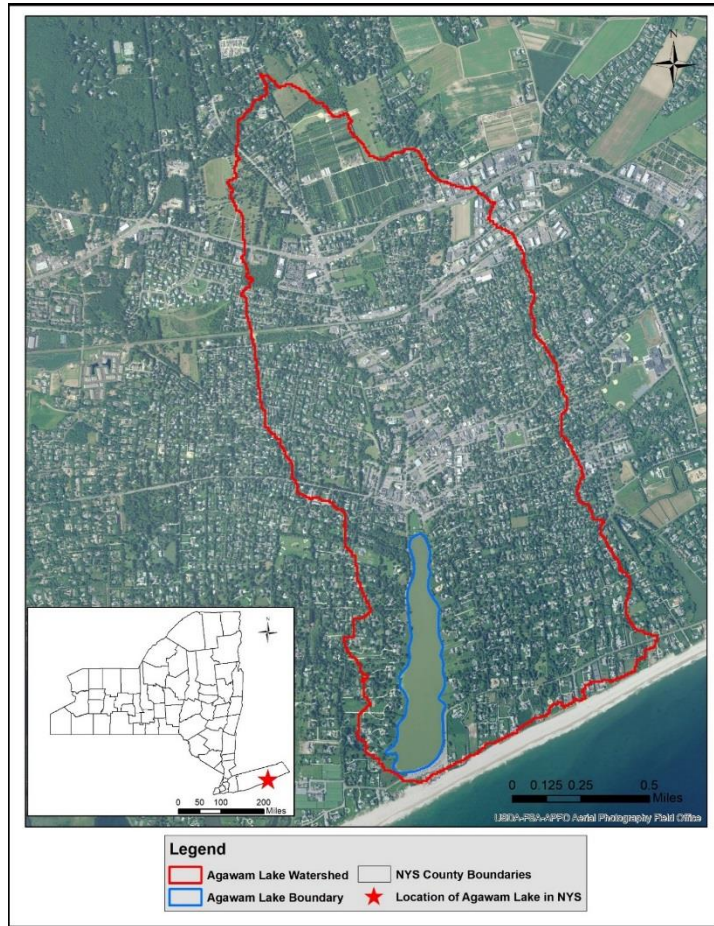 0 50 100 200
Miles
0 0.125 0.25 0.5
Miles
USDA-FSA-APFO Aerial Photography Field Office
Legend
Agawam Lake Watershed
NYS County Boundaries
Agawam Lake Boundary
Location of Agawam Lake in NYS